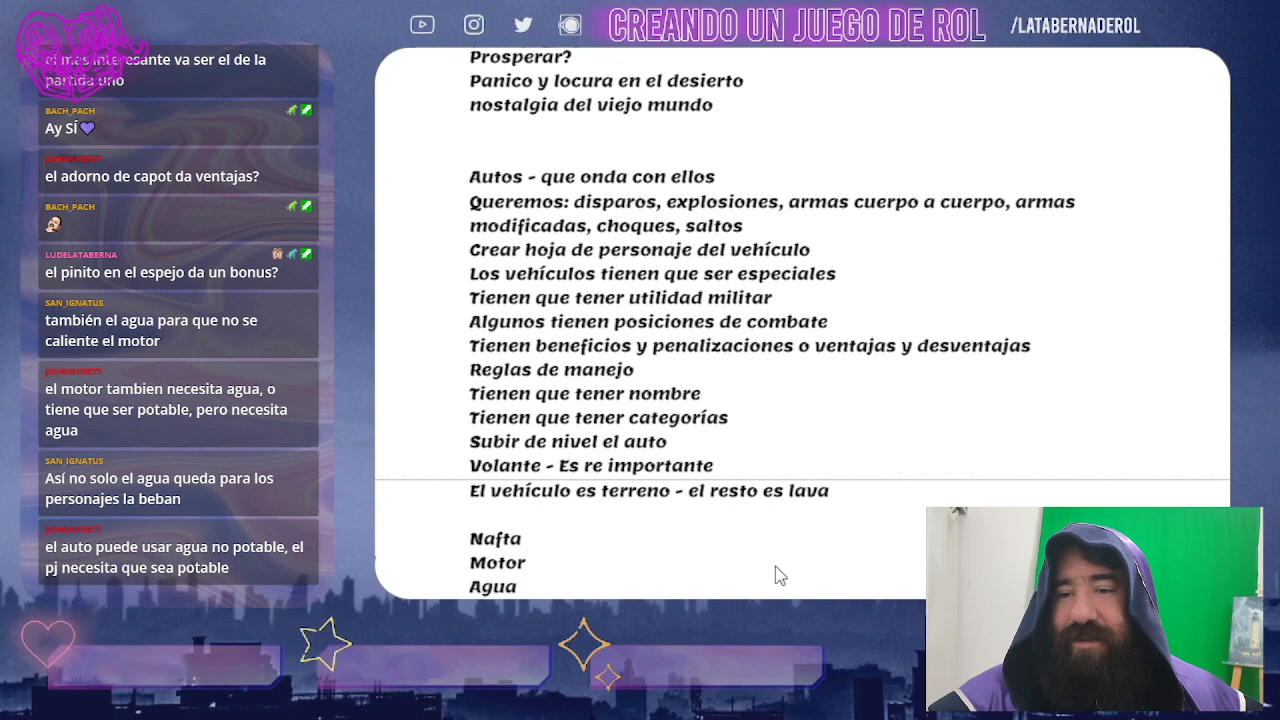 CREANDO UN JUEGO DE ROL
/LATABERNADEROL
el mas interesante va ser el de la
partida uno
BACH_PACH
Ay SÍ💜
el adorno de capot da ventajas?
BACH_PACH
LUDELATABERNA
el pinito en el espejo da un bonus?
SAN_IGNATUS
también el agua para que no se
caliente el motor
el motor tambien necesita agua, o
tiene que ser potable, pero necesita
agua
SAN_IGNATUS
Así no solo el agua queda para los
personajes la beban
el auto puede usar agua no potable, el
pj necesita que sea potable
Prosperar?
Panico y locura en el desierto
nostalgia del viejo mundo
Autos - que onda con ellos
Queremos: disparos, explosiones, armas cuerpo a cuerpo, armas
modificadas, choques, saltos
Crear hoja de personaje del vehículo
Los vehículos tienen que ser especiales
Tienen que tener utilidad militar
Algunos tienen posiciones de combate
Tienen beneficios y penalizaciones o ventajas y desventajas
Reglas de manejo
Tienen que tener nombre
Tienen que tener categorías
Subir de nivel el auto
Volante - Es re importante
El vehículo es terreno - el resto es lava
Nafta
Motor
Agua